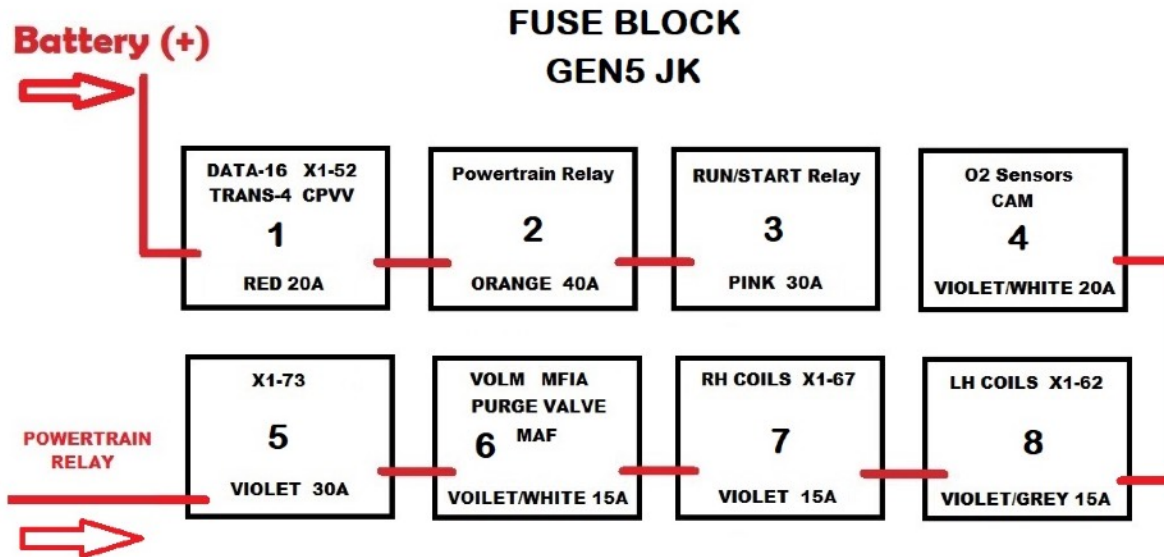 FUSE BLOCK
GEN5 JK
Battery (+)
DATA-16 X1-52
TRANS-4 CPVV
1
RED 20A
Powertrain Relay
2
ORANGE 40A
RUN/START Relay
3
PINK 30A
O2 Sensors
CAM
4
VIOLET/WHITE 20A
POWERTRAIN
RELAY
X1-73
5
VIOLET 30A
VOLM MFIA
PURGE VALVE
MAF
6
VOILET/WHITE 15A
RH COILS X1-67
7
VIOLET 15A
LH COILS X1-62
8
VIOLET/GREY 15A